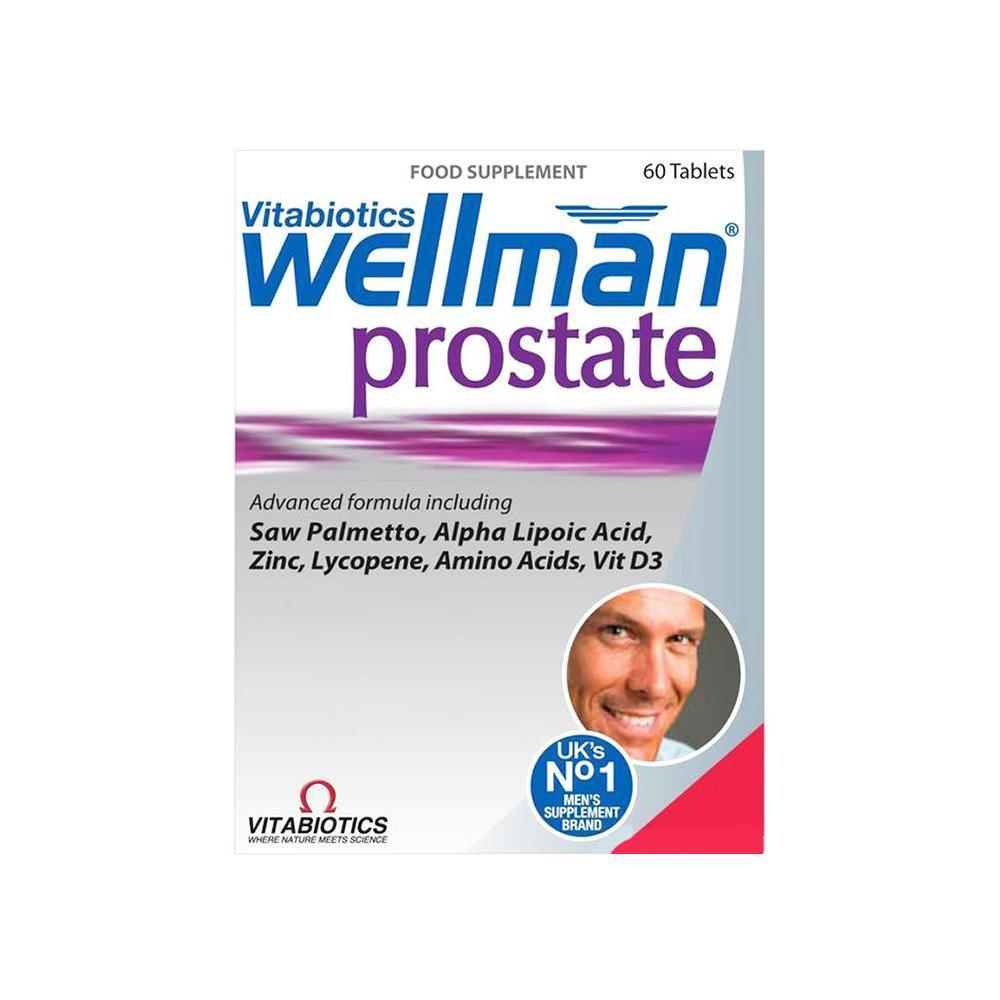 FOOD SUPPLEMENT
60 Tablets
Vitabiotics
wellman®
prostate
Advanced formula including
Saw Palmetto, Alpha Lipoic Acid,
Zinc, Lycopene, Amino Acids, Vit D3
UK's
Nº1
MEN'S
SUPPLEMENT
BRAND
VITABIOTICS
WHERE NATURE MEETS SCIENCE